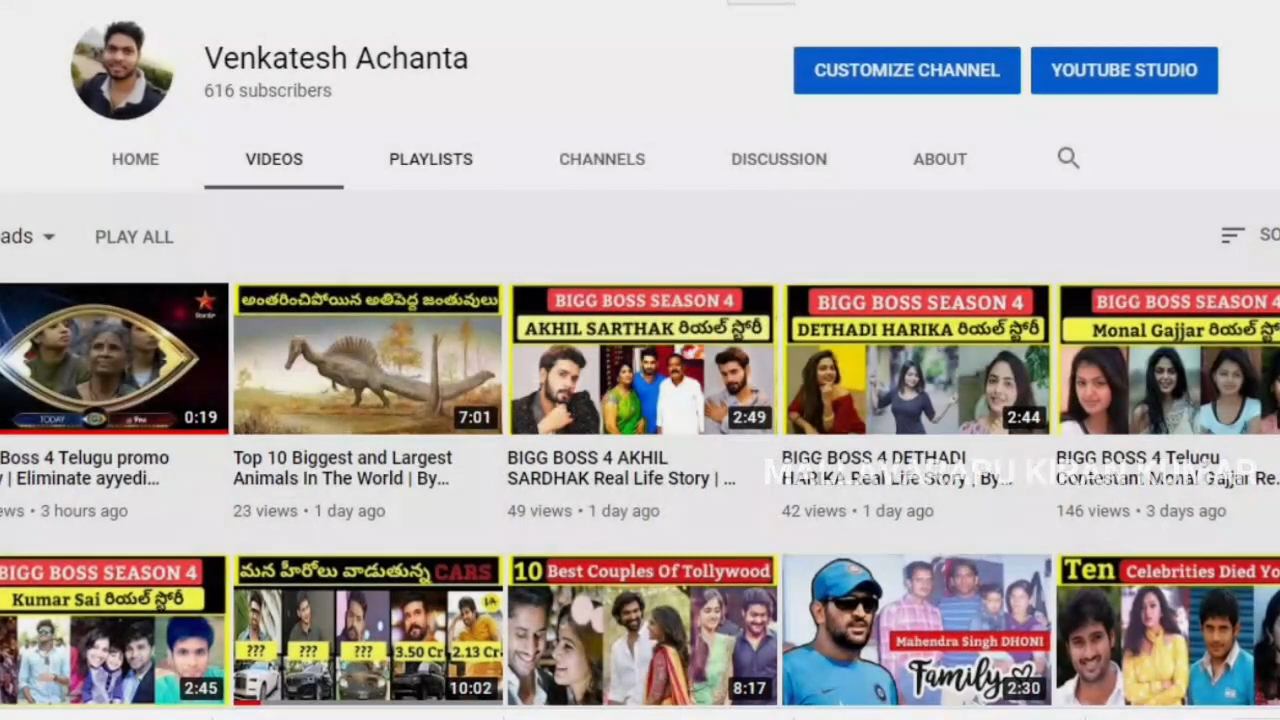 Venkatesh Achanta
616 subscribers
CUSTOMIZE CHANNEL
YOUTUBE STUDIO
HOME
VIDEOS
PLAYLISTS
CHANNELS
DISCUSSION
ABOUT
ads
PLAY ALL
SO
TODAY
0:19
అంతరించిపోయిన అతిపెద్ద జంతువులు
7:01
BIGG BOSS SEASON 4
AKHIL SARTHAK రియల్ స్టోరీ
2:49
BIGG BOSS SEASON 4
DETHADI HARIKA రియల్ స్టోరీ
2:44
BIGG BOSS SEASON
Monal Gajjar రియల్ స్టో
Boss 4 Telugu promo
y | Eliminate ayyedi...
ews • 3 hours ago
Top 10 Biggest and Largest
Animals In The World | By...
23 views • 1 day ago
BIGG BOSS 4 AKHIL
SARDHAK Real Life Story | ...
49 views • 1 day ago
BIGG BOSS 4 DETHADI
HARIKA Real Life Story | By...
42 views • 1 day ago
BIGG BOSS 4 Telugu
Contestant Monal Gajjar Re...
146 views • 3 days ago
KIRAN KUMAR
BIGG BOSS SEASON 4
Kumar Sai రియల్ స్టోరీ
2:45
మన హీరోలు వాడుతున్న CARS
??? ??? ??? 3.50 Cr 2.13 Cr
10:02
10 Best Couples Of Tollywood
8:17
Mahendra Singh DHONI
Family
2:30
Ten Celebrities Died Yo